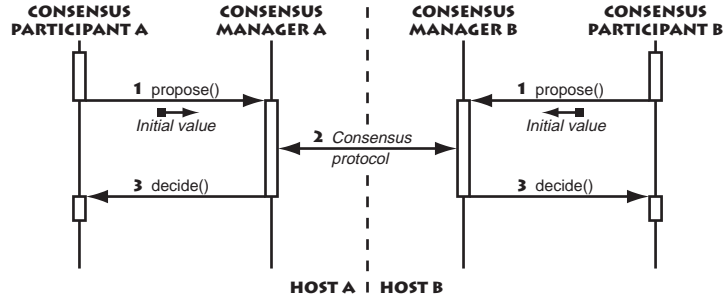 CONSENSUS PARTICIPANT A
CONSENSUS MANAGER A
CONSENSUS MANAGER B
CONSENSUS PARTICIPANT B
1 propose()
Initial value
1 propose()
Initial value
2 Consensus
protocol
3 decide()
3 decide()
HOST A
HOST B